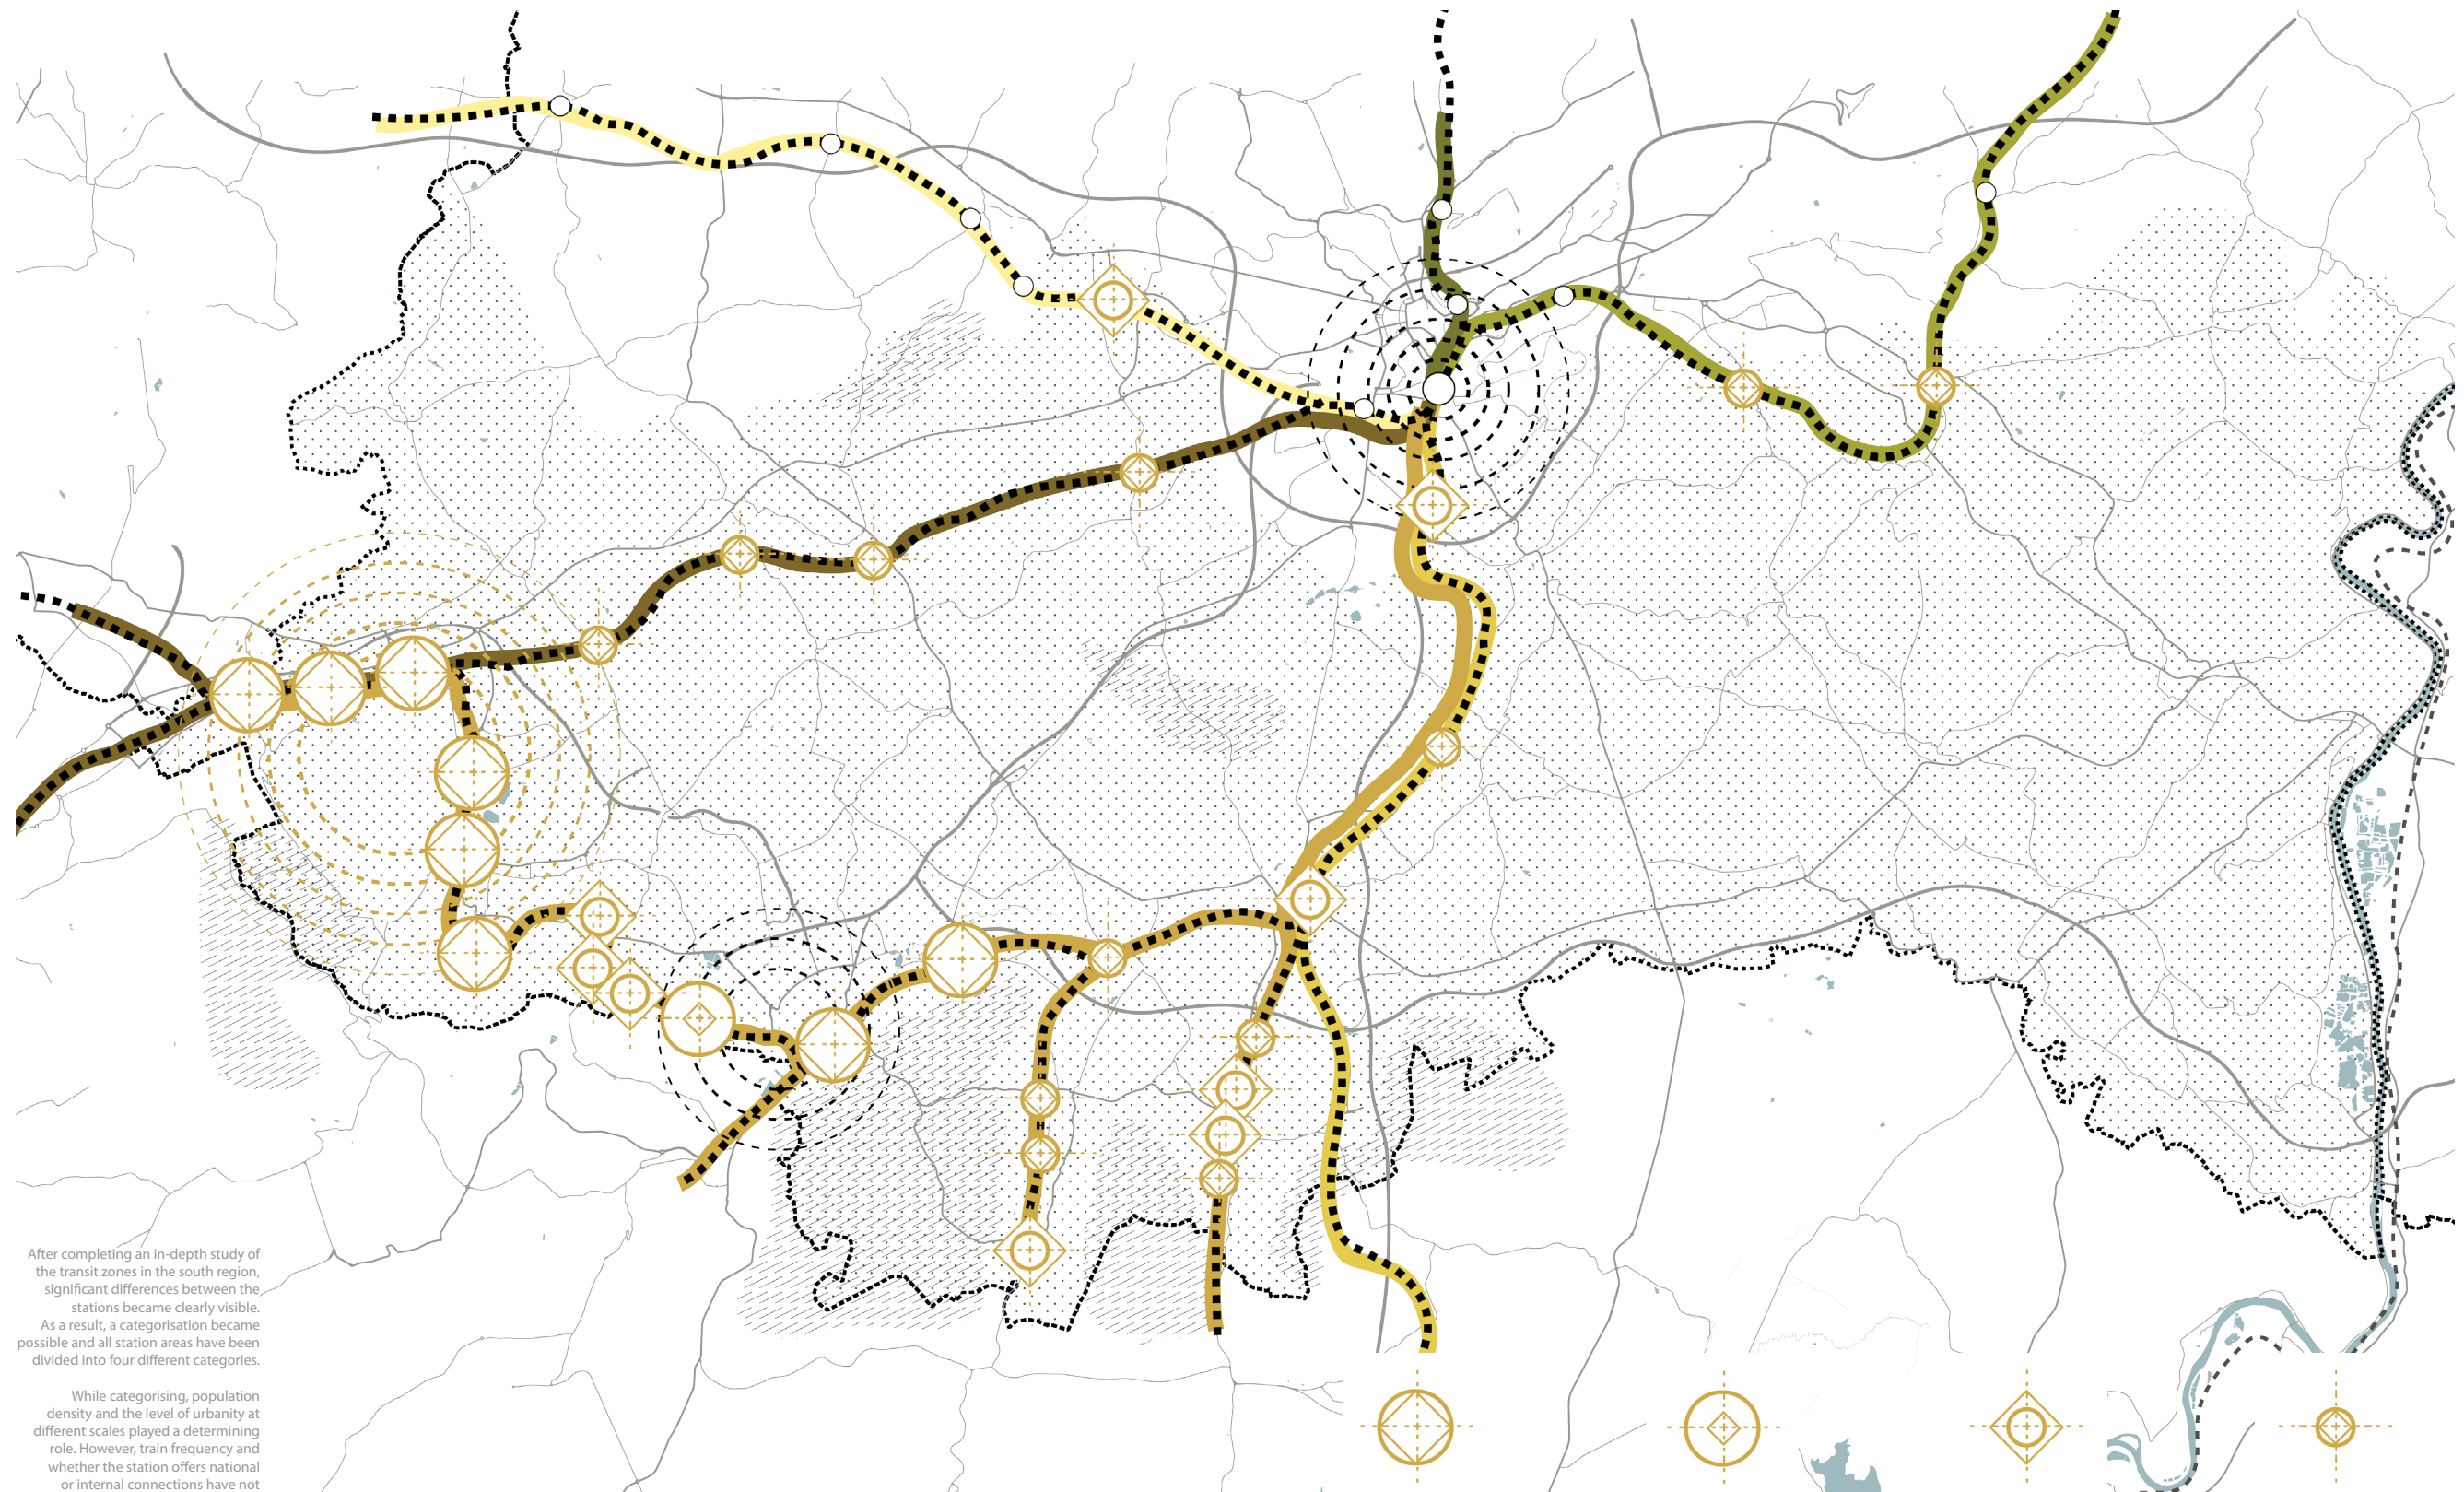 After completing an in-depth study of
the transit zones in the south region,
significant differences between the
stations became clearly visible.
As a result, a categorisation became
possible and all station areas have been
divided into four different categories.
While categorising, population
density and the level of urbanity at
different scales played a determining
role. However, train frequency and
whether the station offers national
or internal connections have not